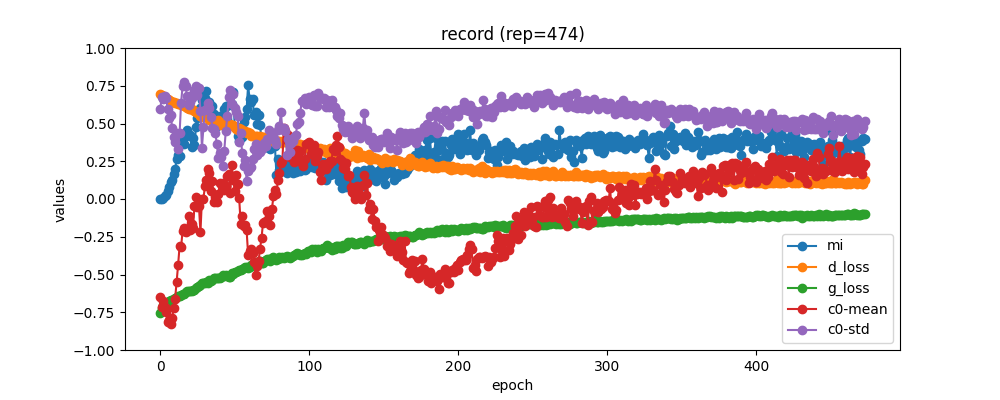 record (rep=474)
1.00
0.75
0.50
0.25
0.00
−0.25
−0.50
−0.75
−1.00
values
0 100 200 300 400
epoch
mi
d_loss
g_loss
c0-mean
c0-std